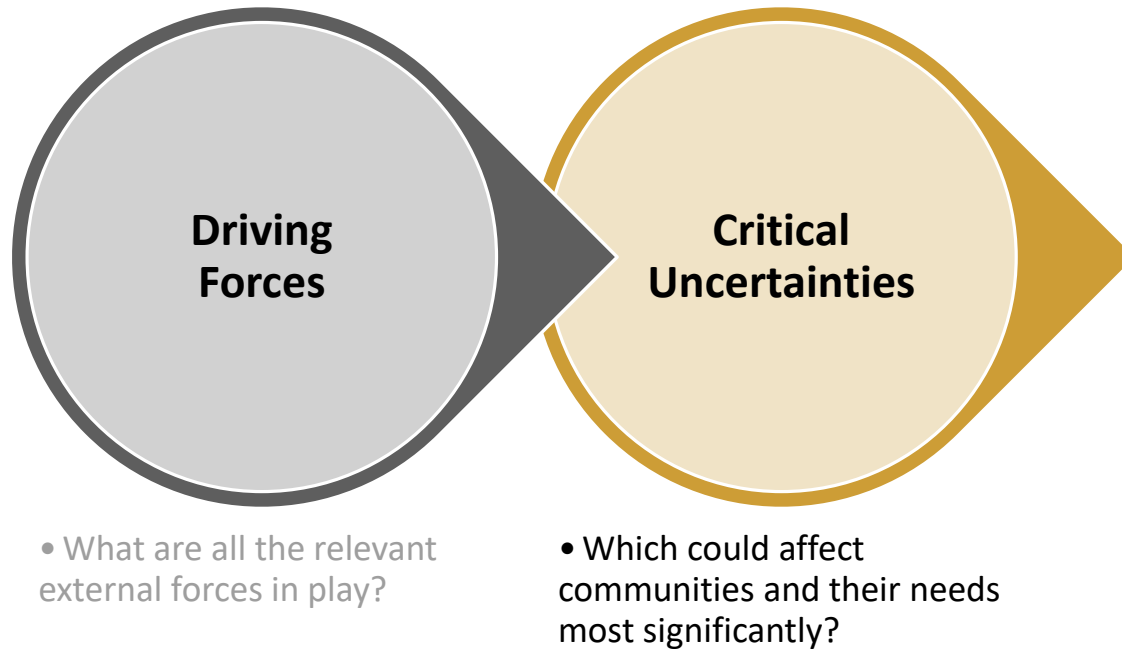 Driving
Forces
Critical
Uncertainties
• What are all the relevant
external forces in play?
• Which could affect
communities and their needs
most significantly?